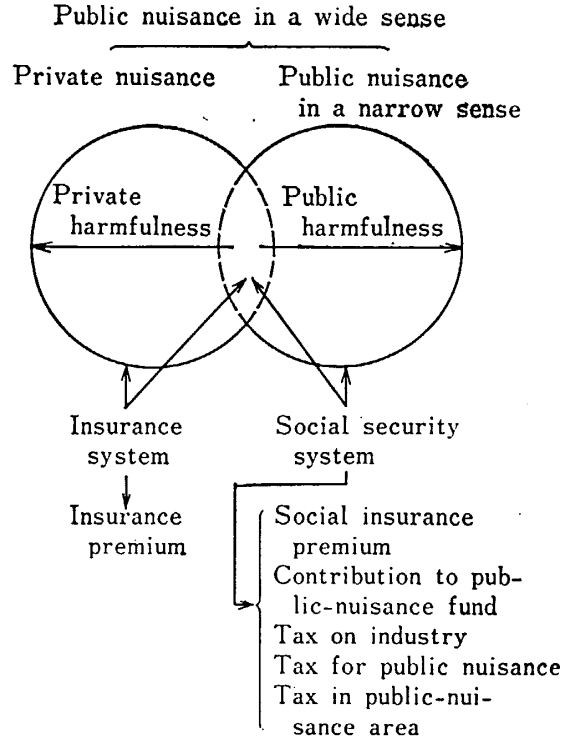 Public nuisance in a wide sense
Private nuisance
Public nuisance
in a narrow sense
Private
harmfulness
Public
harmfulness
Insurance
system
Social security
system
Insurance
premium
Social insurance
premium
Contribution to pub-
lic-nuisance fund
Tax on industry
Tax for public nuisance
Tax in public-nui-
sance area